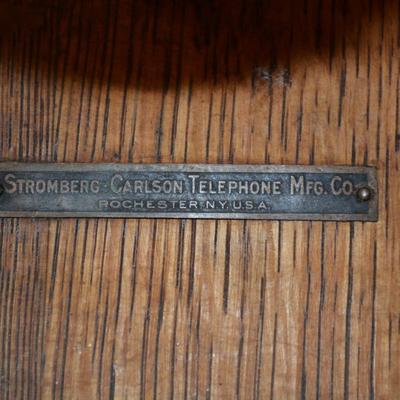 STROMBERG-CARLSON TELEPHONE MFG. CO.
ROCHESTER, N.Y. U.S.A.